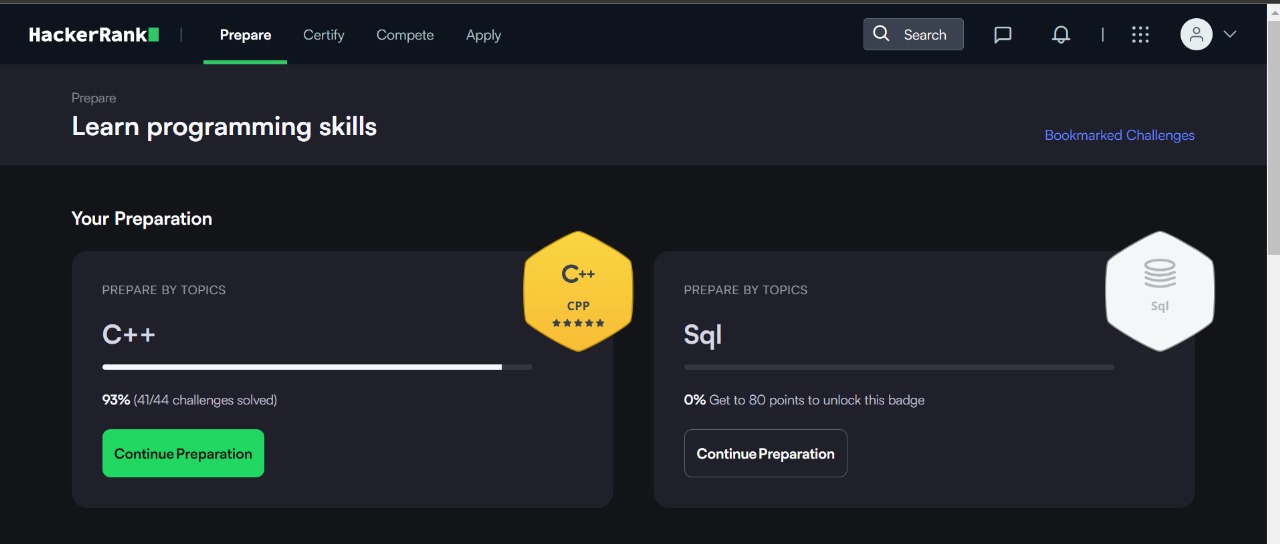 HackerRank | Prepare Certify Compete Apply Search |
Prepare
Learn programming skills
Bookmarked Challenges
Your Preparation
PREPARE BY TOPICS
C++
93% (41/44 challenges solved)
Continue Preparation
C++
CPP
PREPARE BY TOPICS
Sql
0% Get to 80 points to unlock this badge
Continue Preparation
Sql